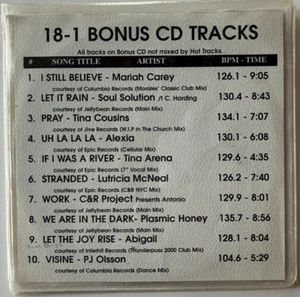 18-1 BONUS CD TRACKS
All tracks on Bonus CD not mixed by Hot Tracks.
# SONG TITLE ARTIST BPM - TIME
1. I STILL BELIEVE - Mariah Carey 126.1 - 9:05
courtesy of Columbia Records (Morales' Classic Club Mix)
2. LET IT RAIN - Soul Solution f/ C. Harding 130.4 - 8:43
courtesy of Jellybean Records (Main Mix)
3. PRAY - Tina Cousins 134.1 - 7:07
courtesy of Jive Records (W.I.P In The Church Mix)
4. UH LA LA LA - Alexia 130.1 - 6:08
courtesy of Epic Records (Cellular Mix)
5. IF I WAS A RIVER - Tina Arena 129.6 - 4:35
courtesy of Epic Records (7" Vocal Mix)
6. STRANDED - Lutricia McNeal 126.2 - 7:40
courtesy of Epic Records (C&R NYC Mix)
7. WORK - C&R Project Presents Antonio 129.9 - 8:01
courtesy of Jellybean Records (Main Mix)
8. WE ARE IN THE DARK- Plasmic Honey 135.7 - 8:56
courtesy of Jellybean Records (Main Mix)
9. LET THE JOY RISE - Abigail 128.1 - 8:04
courtesy of Interhill Records (Thunderpuss 2000 Club Mix)
10. VISINE - PJ Olsson 104.6 - 5:29
courtesy of Columbia Records (Dance Mix)